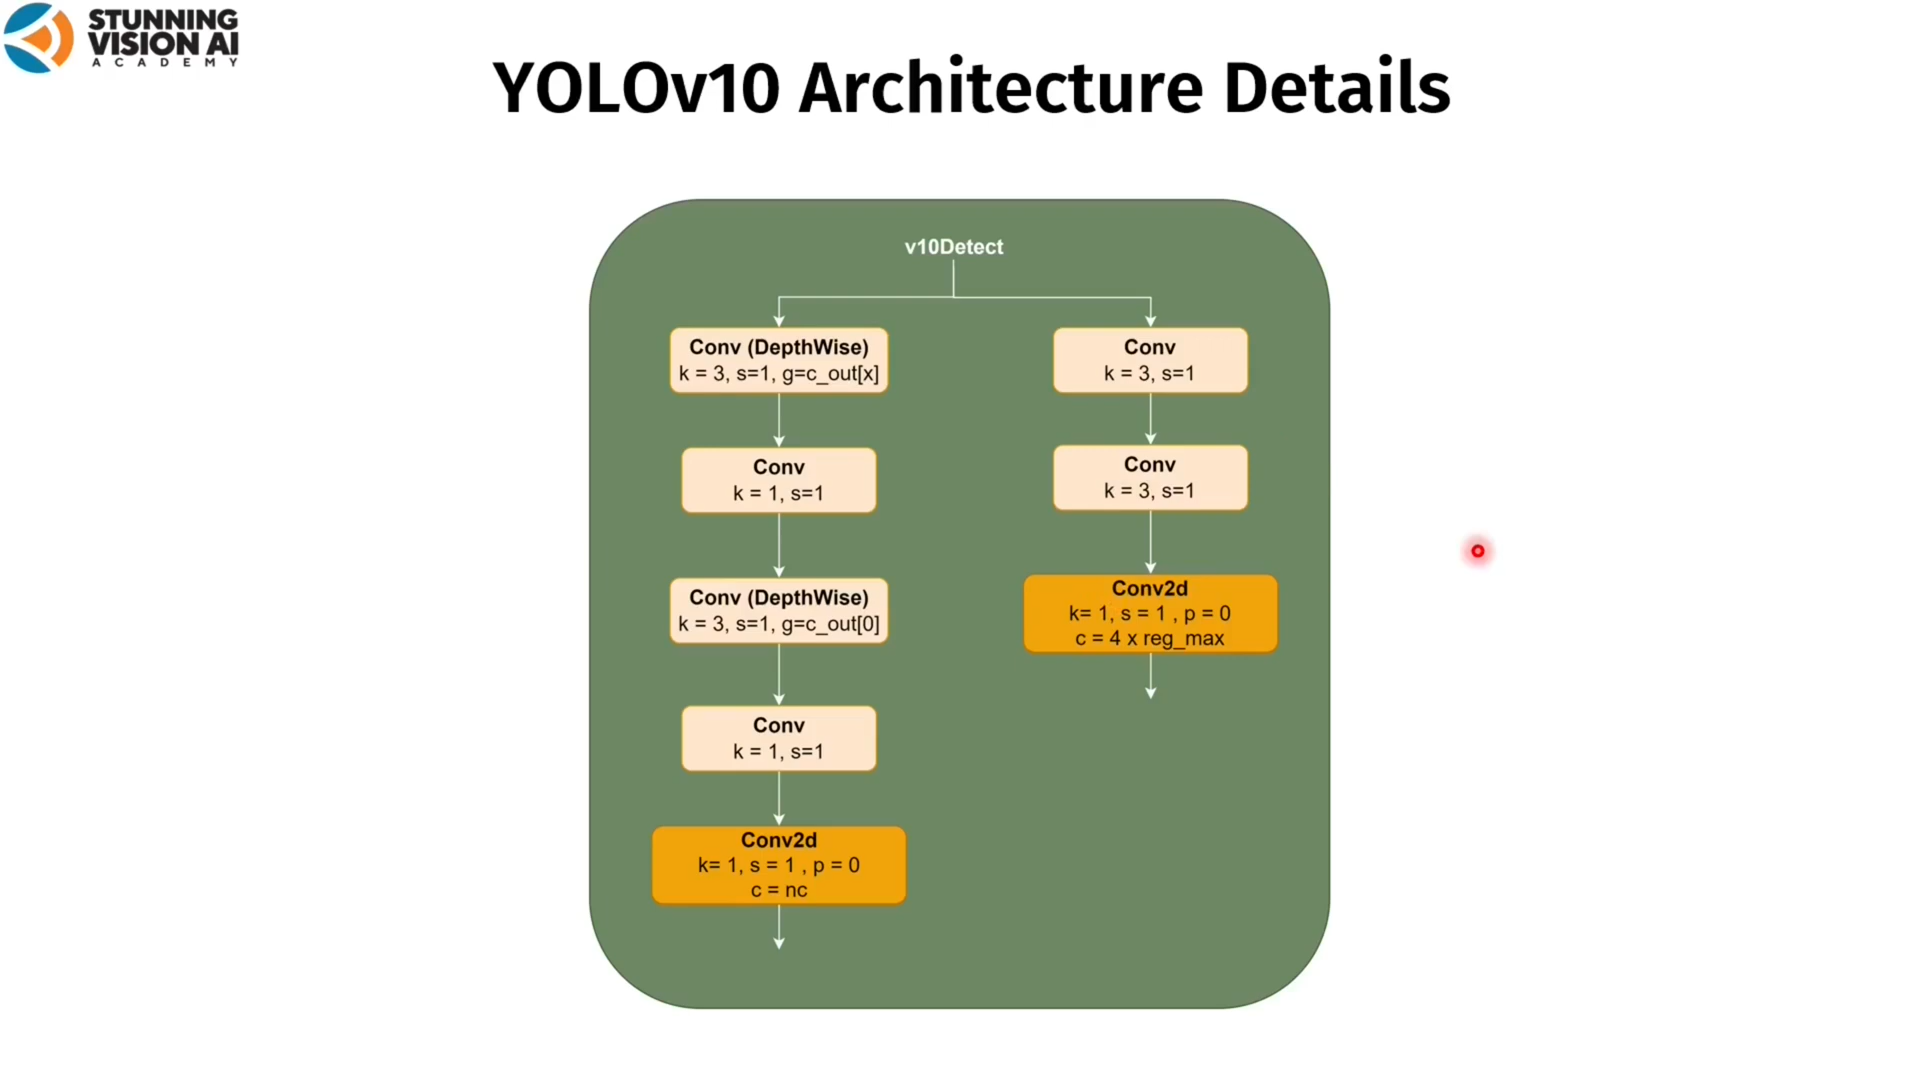 STUNNING
VISION AI
ACADEMY
YOLOv10 Architecture Details
v10Detect
Conv (DepthWise)
k = 3, s=1, g=c_out[x]
Conv
k = 1, s=1
Conv (DepthWise)
k = 3, s=1, g=c_out[0]
Conv
k = 1, s=1
Conv2d
k= 1, s = 1 , p = 0
c = nc
Conv
k = 3, s=1
Conv
k = 3, s=1
Conv2d
k= 1, s = 1 , p = 0
c = 4 x reg_max